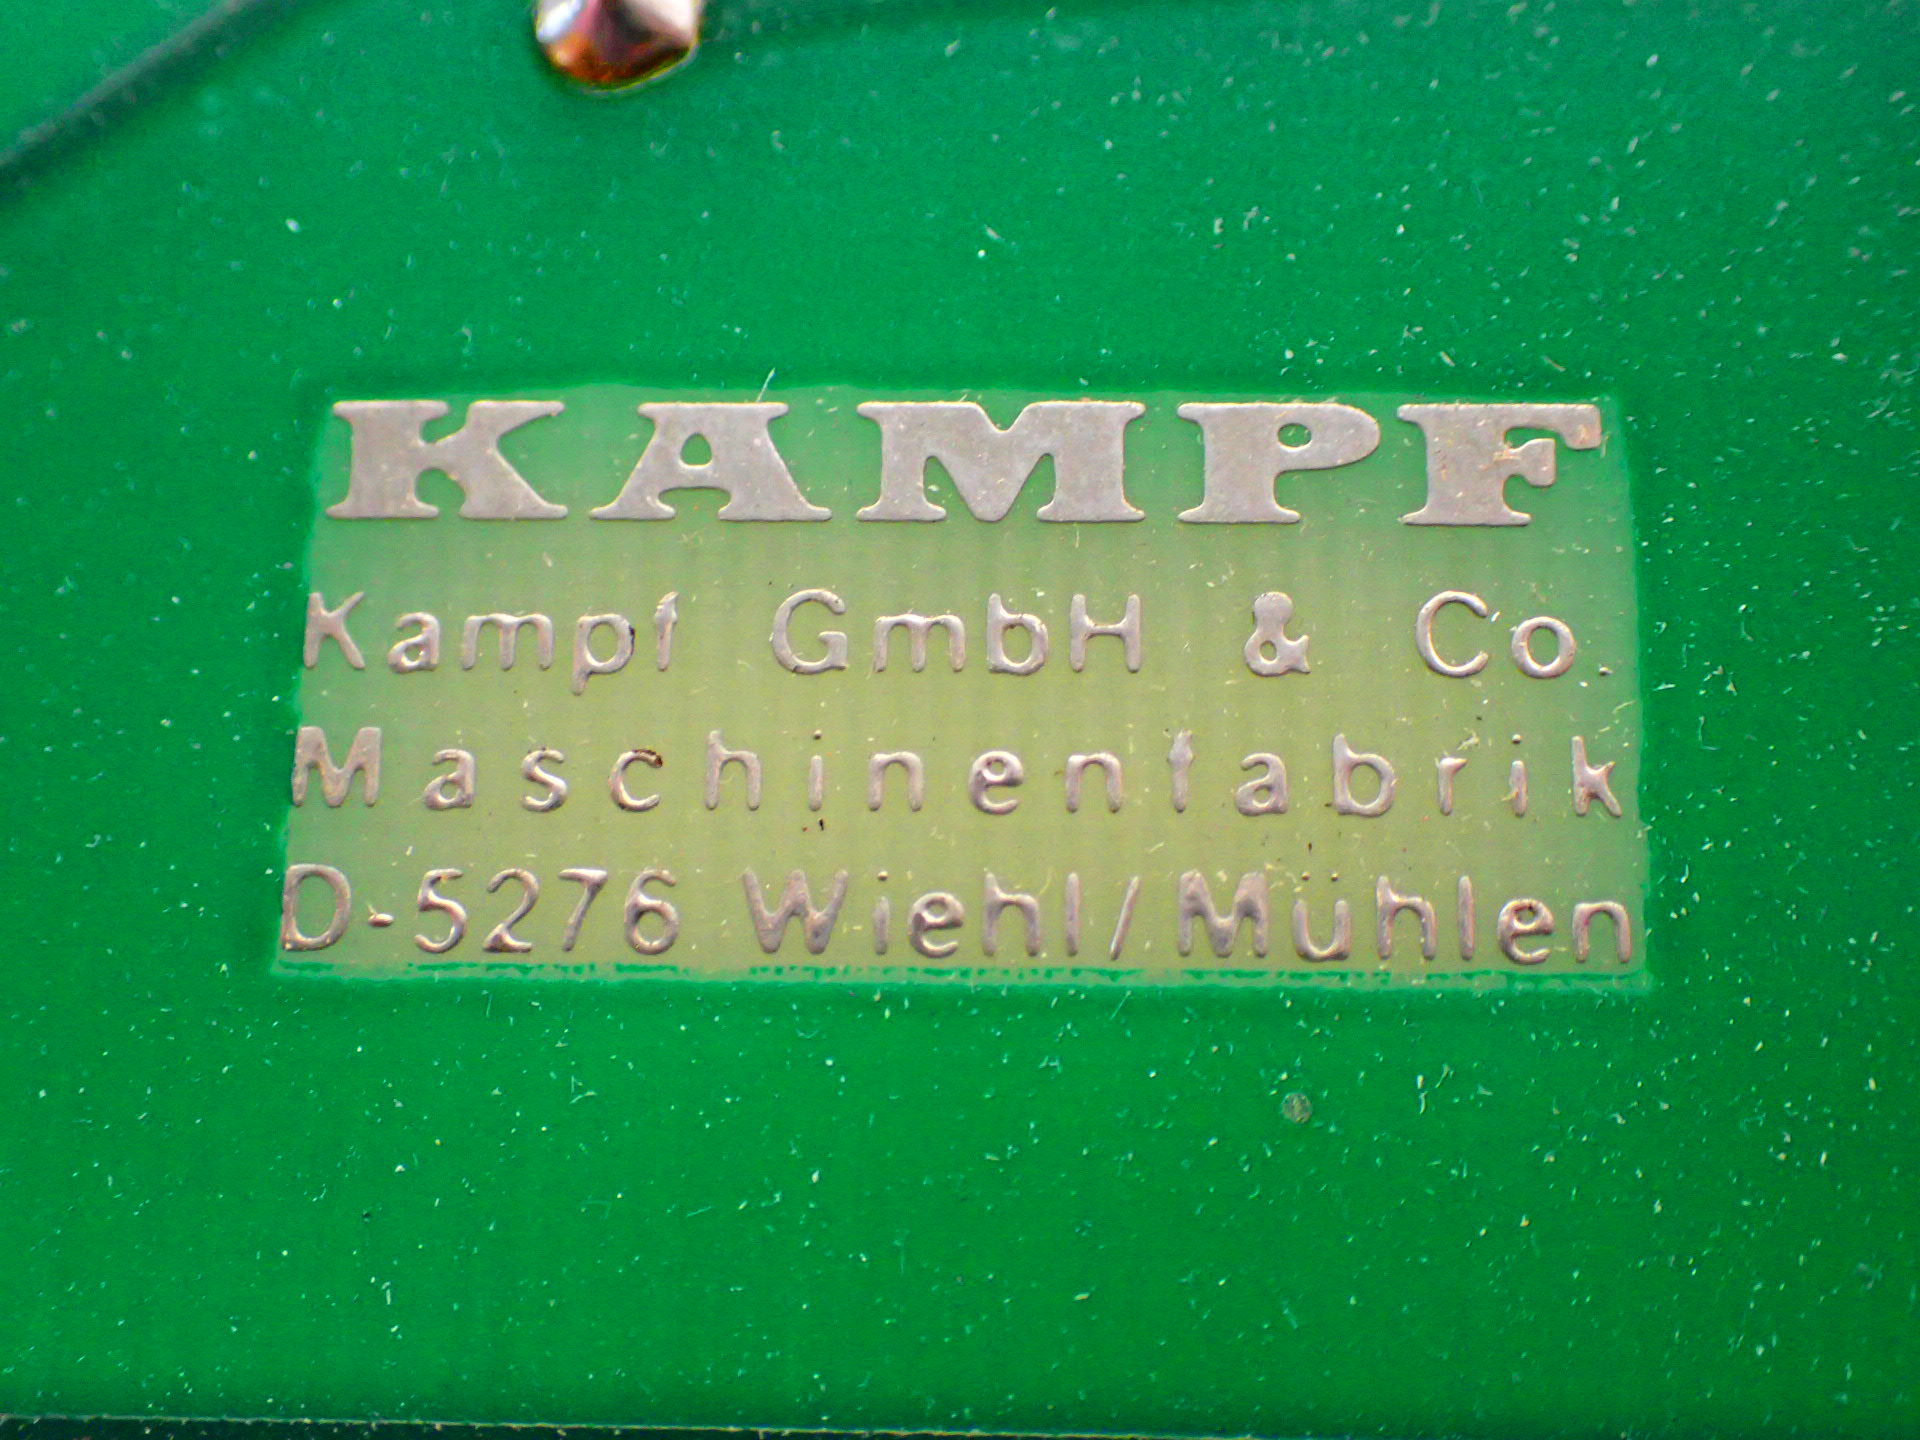 KAMPF
Kampf GmbH & Co.
Maschinenfabrik
D-5276 Wiehl/Mühlen